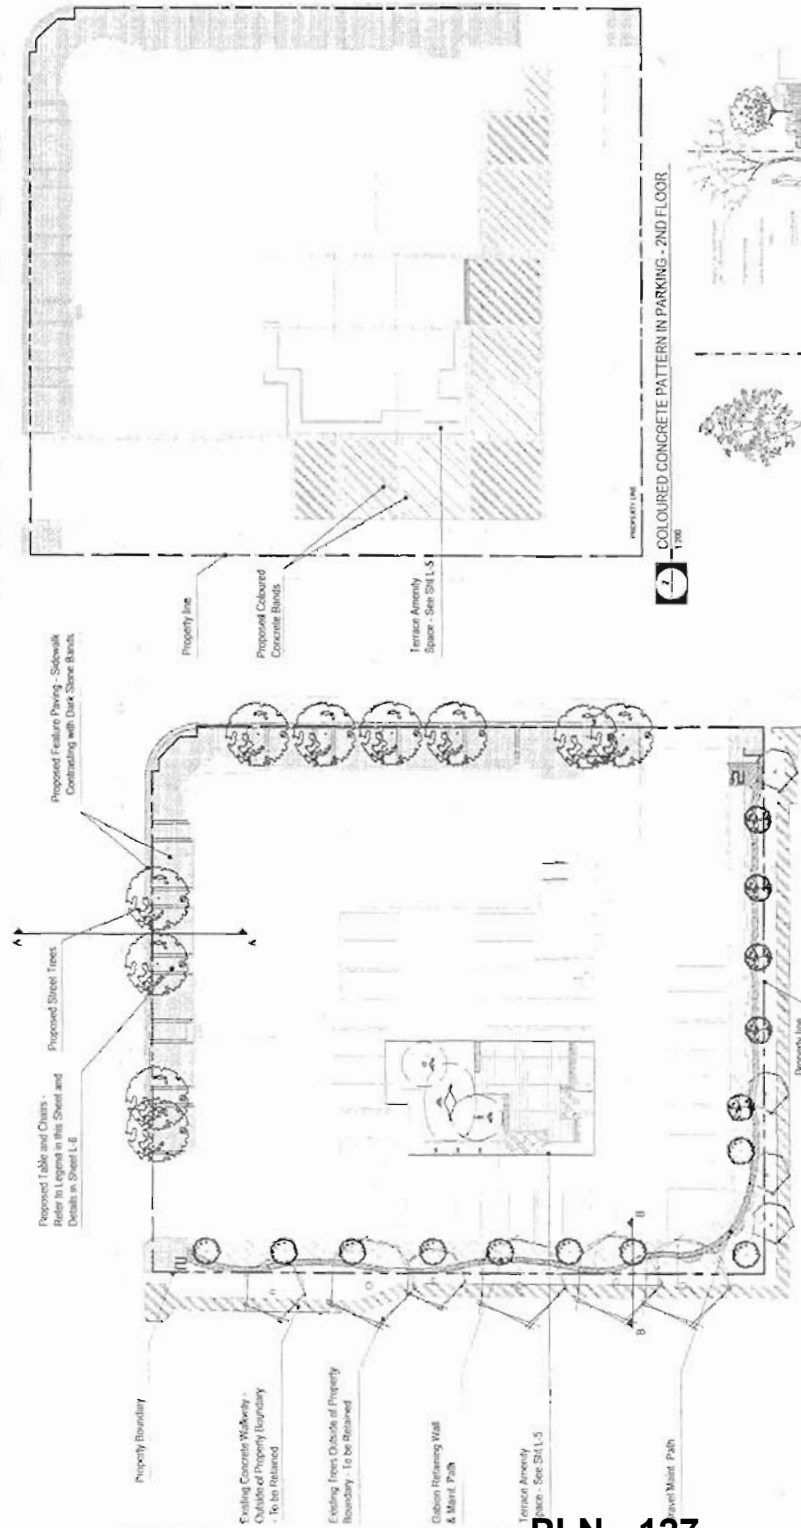 Property line
Proposed Coloured
Concrete Bands
Terrace Amenity
Space - See Sht L-5
PROPERTY LINE
2
COLOURED CONCRETE PATTERN IN PARKING - 2ND FLOOR
1:200
Proposed Feature Paving - Sidewalk
Contrasting with Dark Stone Bands
Proposed Street Trees
Proposed Table and Chairs -
Refer to Legend in this Sheet and
Details in Sheet L-6
A
A
Property Boundary
Existing Concrete Walkway -
Outside of Property Boundary
- To be Retained
Existing Trees Outside of Property
Boundary - To be Retained
Gabion Retaining Wall
& Maint. Path
Terrace Amenity
Space - See Sht L-5
Gravel Maint. Path
B
B
Property line
PLN - 127